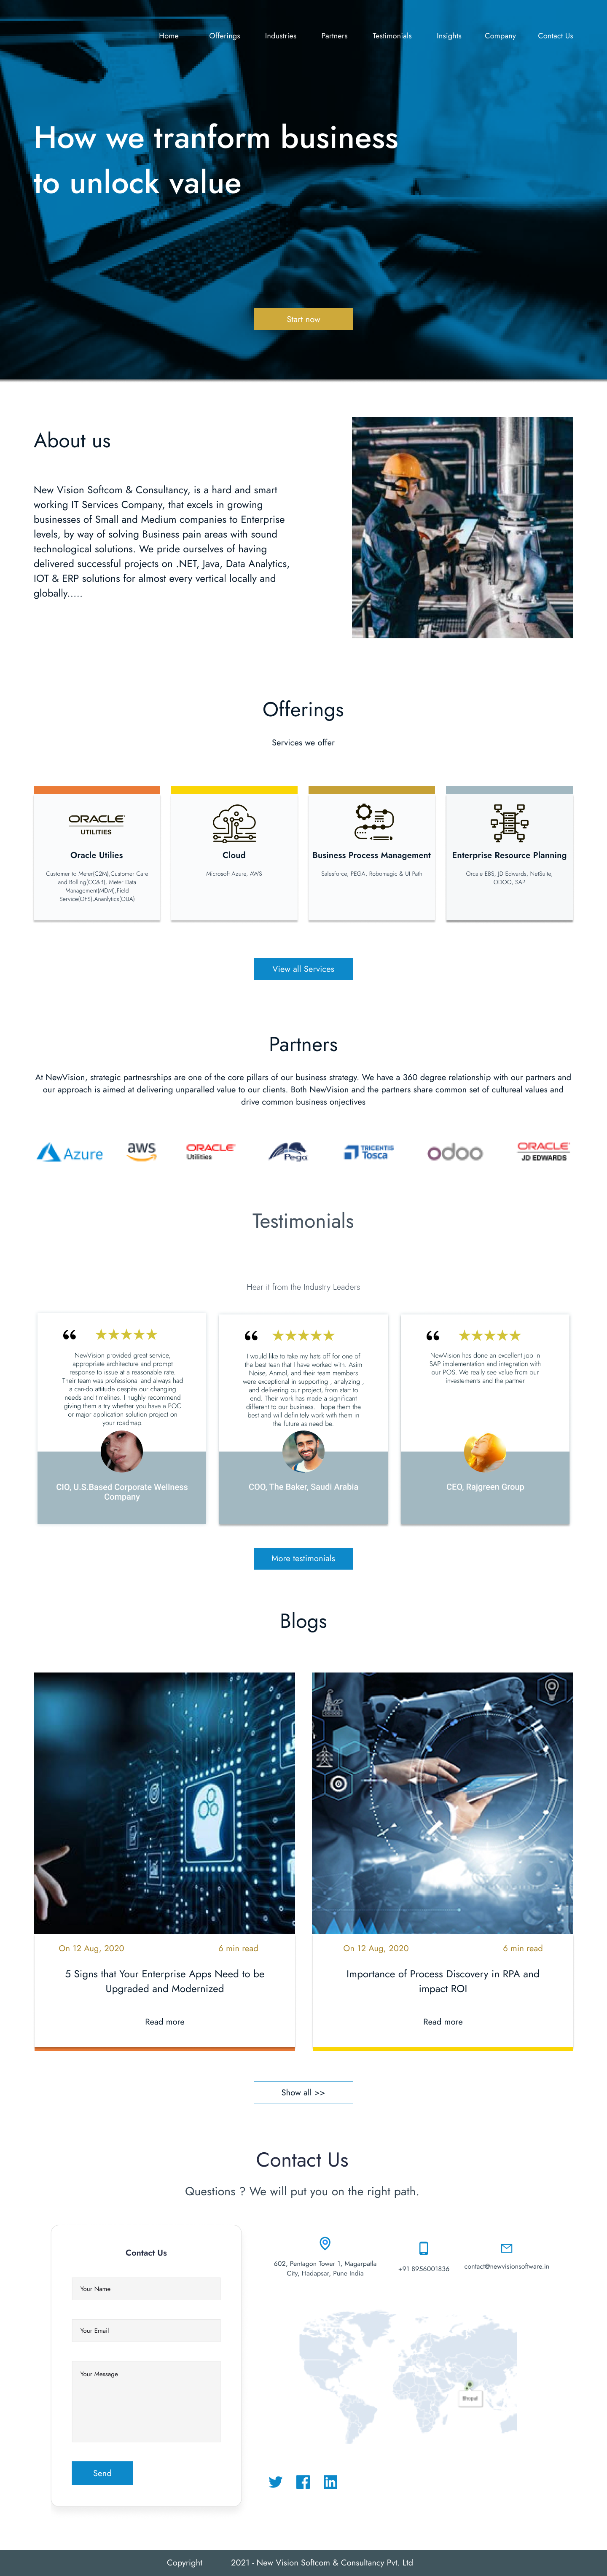 Home Offerings Industries Partners Testimonials Insights Company Contact Us
How we tranform business
to unlock value
Start now
About us
New Vision Softcom & Consultancy, is a hard and smart
working IT Services Company, that excels in growing
businesses of Small and Medium companies to Enterprise
levels, by way of solving Business pain areas with sound
technological solutions. We pride ourselves of having
delivered successful projects on .NET, Java, Data Analytics,
IOT & ERP solutions for almost every vertical locally and
globally.....
Offerings
Services we offer
ORACLE
UTILITIES
Oracle Utilies
Customer to Meter(C2M),Customer Care
and Bolling(CC&B), Meter Data
Management(MDM),Field
Service(OFS),Ananlytics(OUA)
Cloud
Microsoft Azure, AWS
Business Process Management
Salesforce, PEGA, Robomagic & UI Path
Enterprise Resource Planning
Orcale EBS, JD Edwards, NetSuite,
ODOO, SAP
View all Services
Partners
At NewVision, strategic partnesrships are one of the core pillars of our business strategy. We have a 360 degree relationship with our partners and
our approach is aimed at delivering unparalled value to our clients. Both NewVision and the partners share common set of cultureal values and
drive common business onjectives
Azure
aws
ORACLE
Utilities
Pega
TRICENTIS
Tosca
odoo
ORACLE
JD EDWARDS
Testimonials
Hear it from the Industry Leaders
NewVision provided great service,
appropriate architecture and prompt
response to issue at a reasonable rate.
Their team was professional and always had
a can-do attitude despite our changing
needs and timelines. I hughly recommend
giving them a try whether you have a POC
or major application solution project on
your roadmap.
CIO, U.S.Based Corporate Wellness
Company
I would like to take my hats off for one of
the best tean that I have worked with. Asim
Noise, Anmol, and their team members
were exceptional in supporting , analyzing ,
and delivering our project, from start to
end. Their work has made a significant
different to our business. I hope them the
best and will definitely work with them in
the future as need be.
COO, The Baker, Saudi Arabia
NewVision has done an excellent job in
SAP implementation and integration with
our POS. We really see value from our
investements and the partner
CEO, Rajgreen Group
More testimonials
Blogs
On 12 Aug, 2020 6 min read
5 Signs that Your Enterprise Apps Need to be
Upgraded and Modernized
Read more
On 12 Aug, 2020 6 min read
Importance of Process Discovery in RPA and
impact ROI
Read more
Show all >>
Contact Us
Questions ? We will put you on the right path.
Contact Us
Your Name
Your Email
Your Message
Send
602, Pentagon Tower 1, Magarpatla
City, Hadapsar, Pune India
+91 8956001836
contact@newvisionsoftware.in
Copyright 2021 - New Vision Softcom & Consultancy Pvt. Ltd